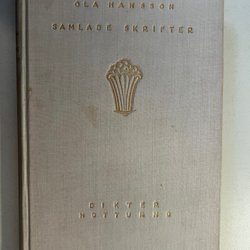 OLA HANSSON
SAMLADE SKRIFTER
DIKTER
NOTTURNO